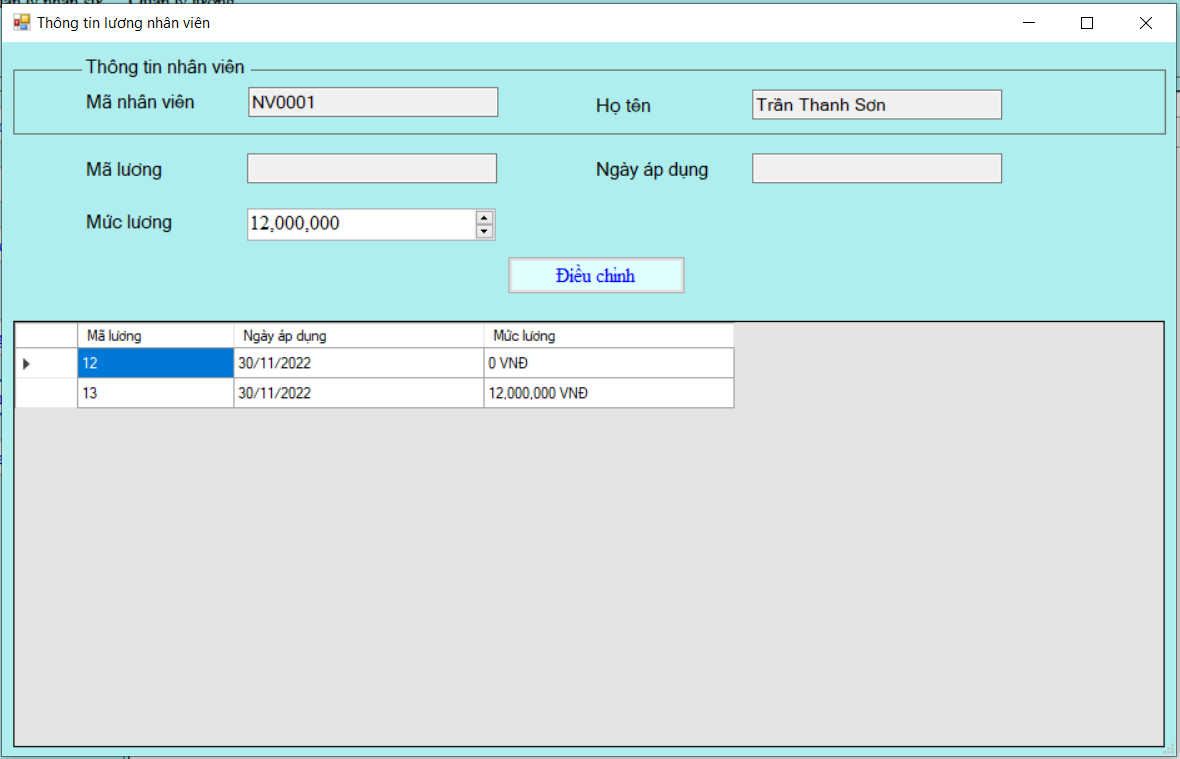 Thông tin lương nhân viên
Thông tin nhân viên
Mã nhân viên NV0001 Họ tên Trần Thanh Sơn
Mã lương Ngày áp dụng
Mức lương 12,000,000
Điều chỉnh
Mã lương Ngày áp dụng Mức lương
12 30/11/2022 0 VNĐ
13 30/11/2022 12,000,000 VNĐ